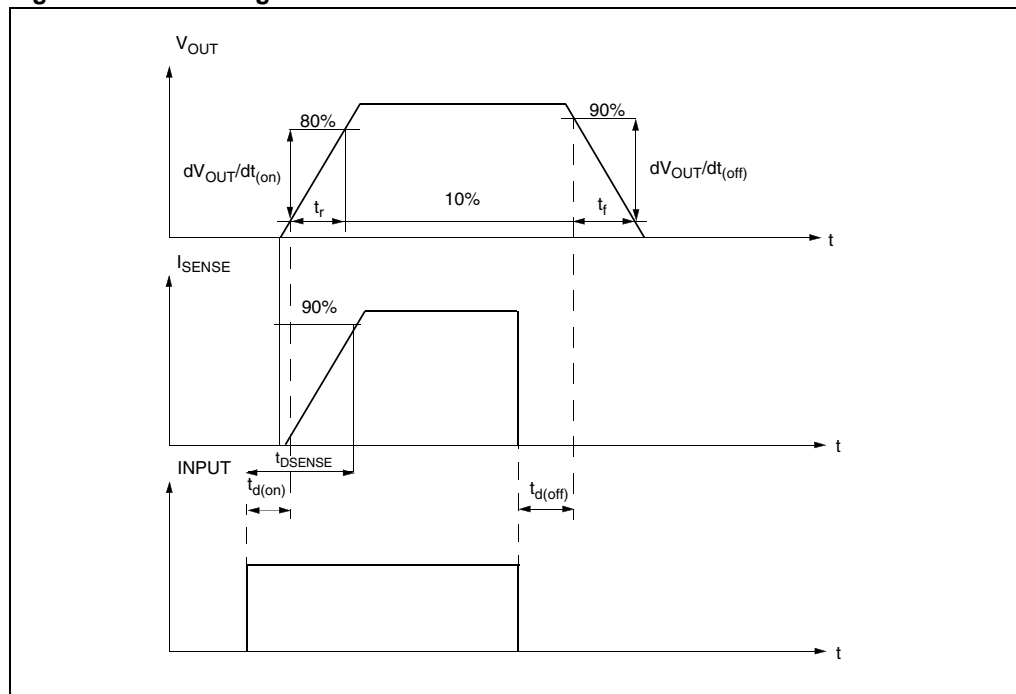 V_OUT
80%
90%
dV_OUT/dt_(on)
dV_OUT/dt_(off)
t_r
10%
t_f
t
I_SENSE
90%
t
t_DSENSE
INPUT
t_d(on)
t_d(off)
t